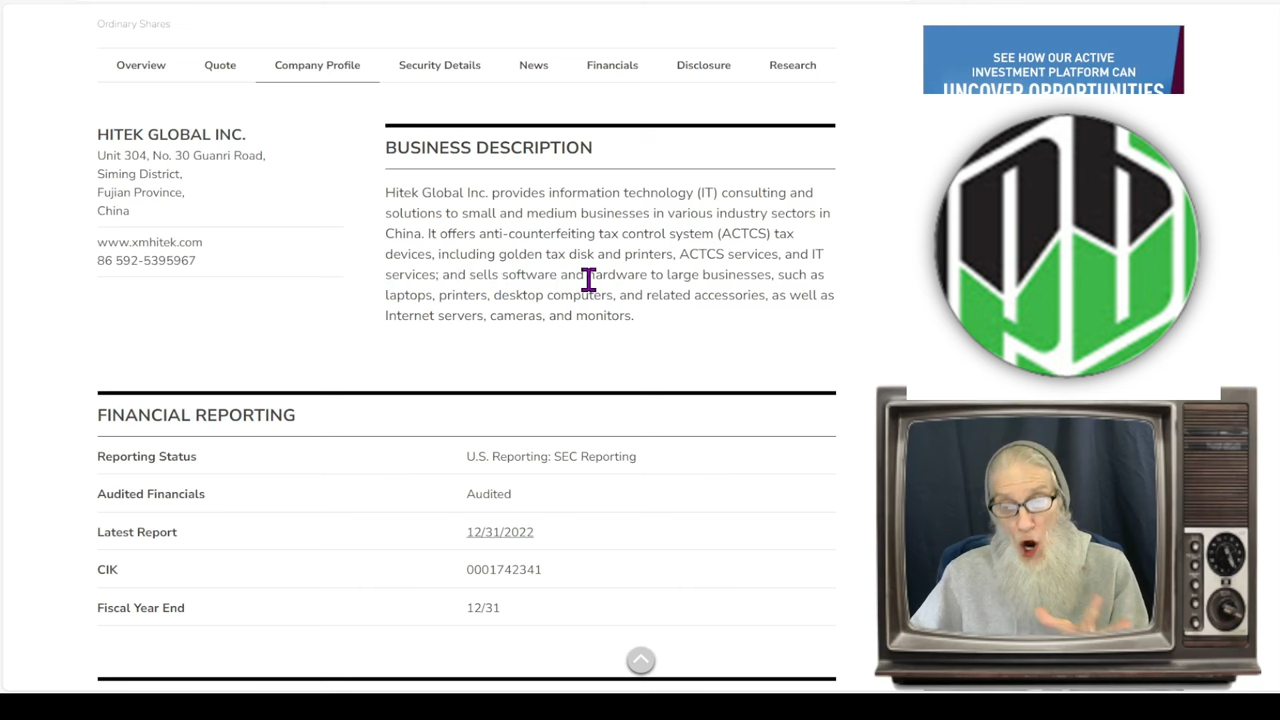 Ordinary Shares
Overview Quote Company Profile Security Details News Financials Disclosure Research
SEE HOW OUR ACTIVE
INVESTMENT PLATFORM CAN
UNCOVER OPPORTUNITIES
HITEK GLOBAL INC.
Unit 304, No. 30 Guanri Road,
Siming District,
Fujian Province,
China
www.xmhitek.com
86 592-5395967
BUSINESS DESCRIPTION
Hitek Global Inc. provides information technology (IT) consulting and
solutions to small and medium businesses in various industry sectors in
China. It offers anti-counterfeiting tax control system (ACTCS) tax
devices, including golden tax disk and printers, ACTCS services, and IT
services; and sells software and hardware to large businesses, such as
laptops, printers, desktop computers, and related accessories, as well as
Internet servers, cameras, and monitors.
FINANCIAL REPORTING
Reporting Status U.S. Reporting: SEC Reporting
Audited Financials Audited
Latest Report 12/31/2022
CIK 0001742341
Fiscal Year End 12/31